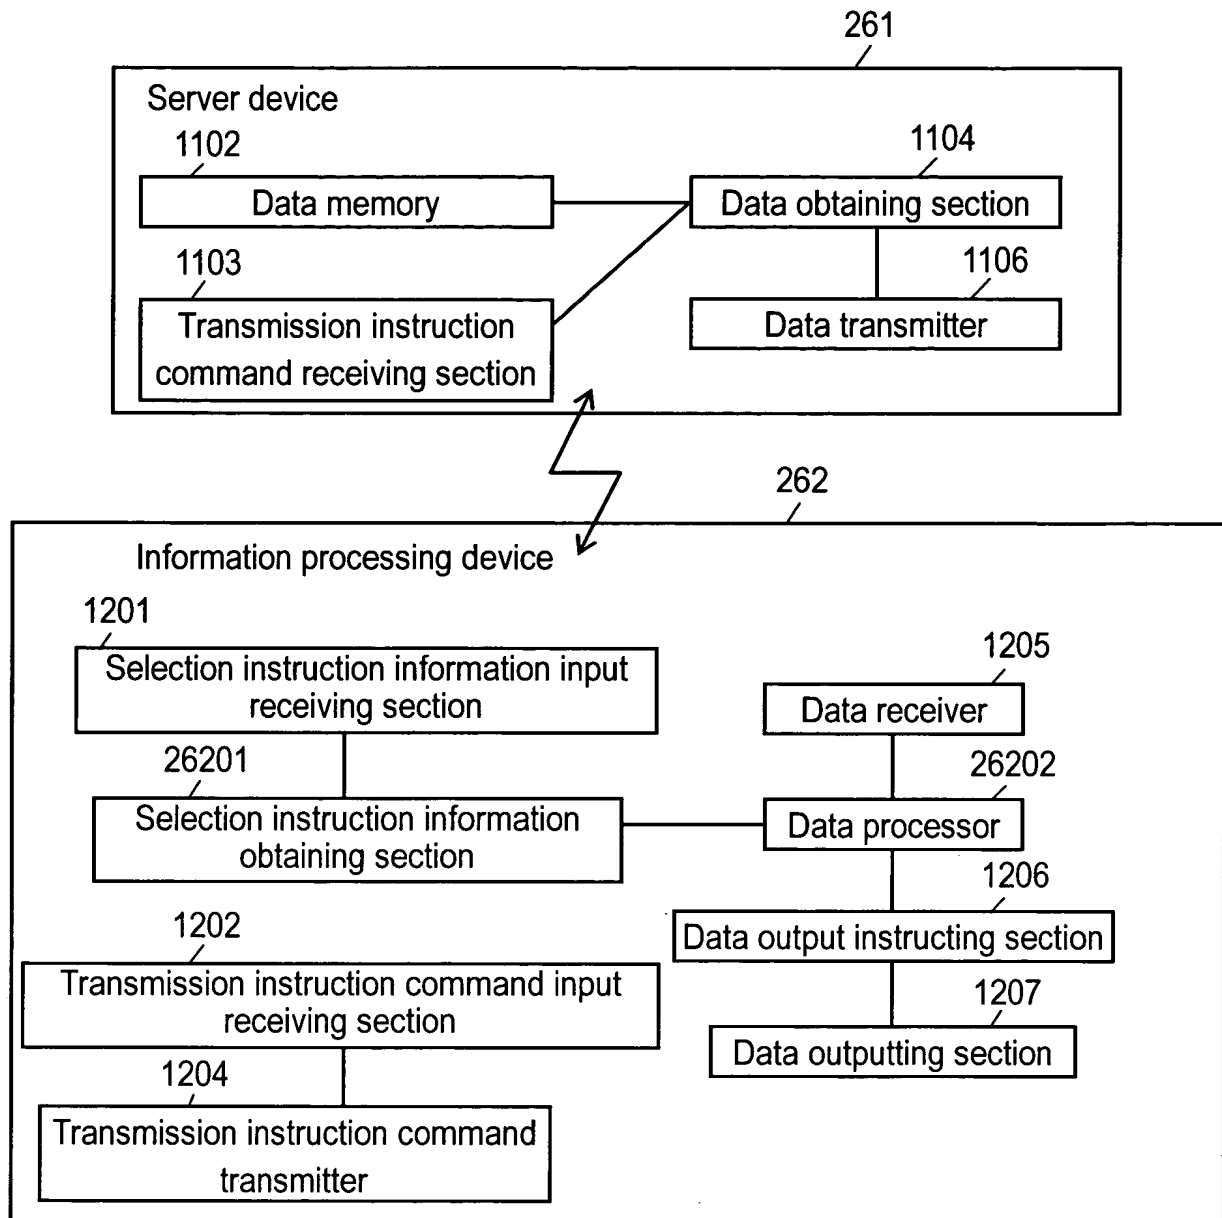 261
Server device
1102
Data memory
1104
Data obtaining section
1103
Transmission instruction
command receiving section
1106
Data transmitter
262
Information processing device
1201
Selection instruction information input
receiving section
26201
Selection instruction information
obtaining section
1202
Transmission instruction command input
receiving section
1204
Transmission instruction command
transmitter
1205
Data receiver
26202
Data processor
1206
Data output instructing section
1207
Data outputting section